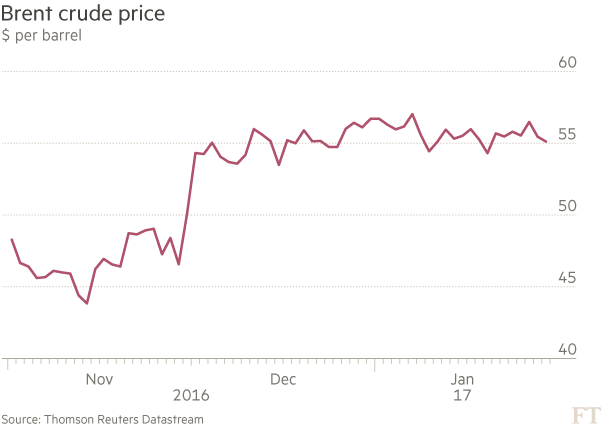 Brent crude price
$ per barrel
60
55
50
45
40
Nov Dec Jan
2016 17
Source: Thomson Reuters Datastream
FT